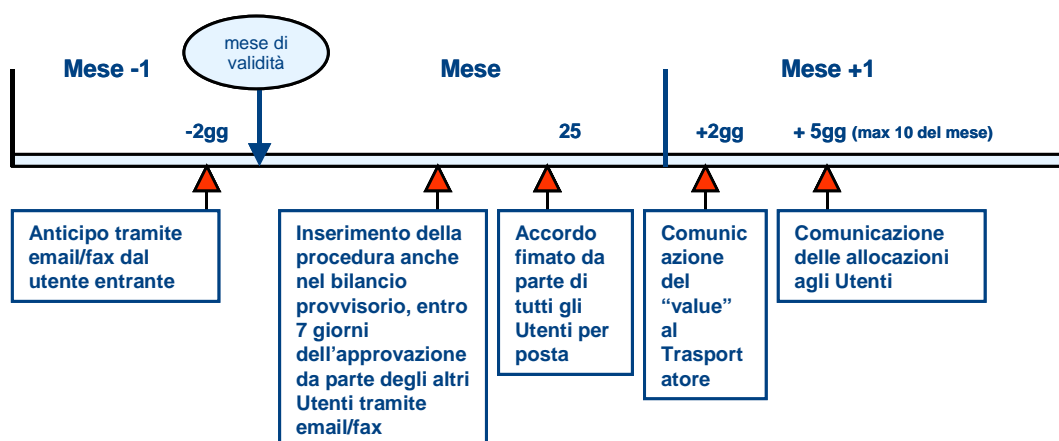 mese di
validità
Mese -1
Mese
Mese +1
-2gg
25
+2gg
+ 5gg (max 10 del mese)
Anticipo tramite
email/fax dal
utente entrante
Inserimento della
procedura anche
nel bilancio
provvisorio, entro
7 giorni
dell’approvazione
da parte degli altri
Utenti tramite
email/fax
Accordo
fimato da
parte di
tutti gli
Utenti per
posta
Comunic
azione
del
“value”
al
Trasport
atore
Comunicazione
delle allocazioni
agli Utenti